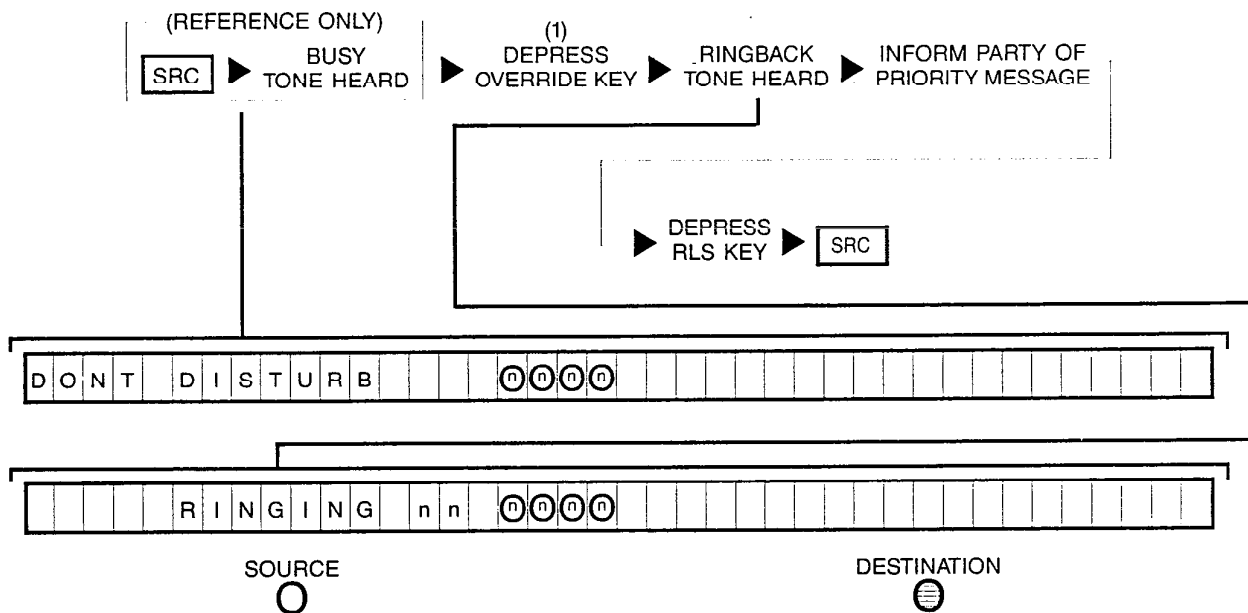 (REFERENCE ONLY)
SRC
BUSY
TONE HEARD
(1)
DEPRESS
OVERRIDE KEY
RINGBACK
TONE HEARD
INFORM PARTY OF
PRIORITY MESSAGE
DEPRESS
RLS KEY
SRC
DONT DISTURB nnnn
RINGING nn nnnn
SOURCE
DESTINATION